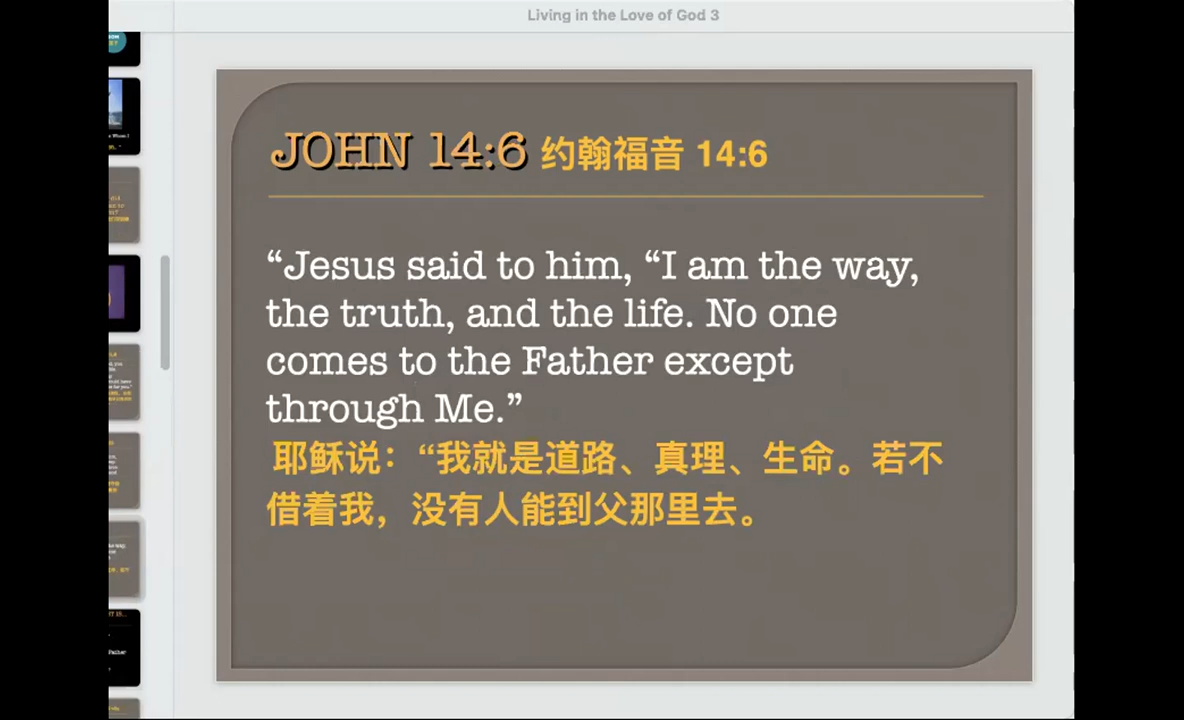 Living in the Love of God 3
JOHN 14:6 约翰福音 14:6
“Jesus said to him, “I am the way,
the truth, and the life. No one
comes to the Father except
through Me.”
耶稣说：“我就是道路、真理、生命。若不
借着我，没有人能到父那里去。